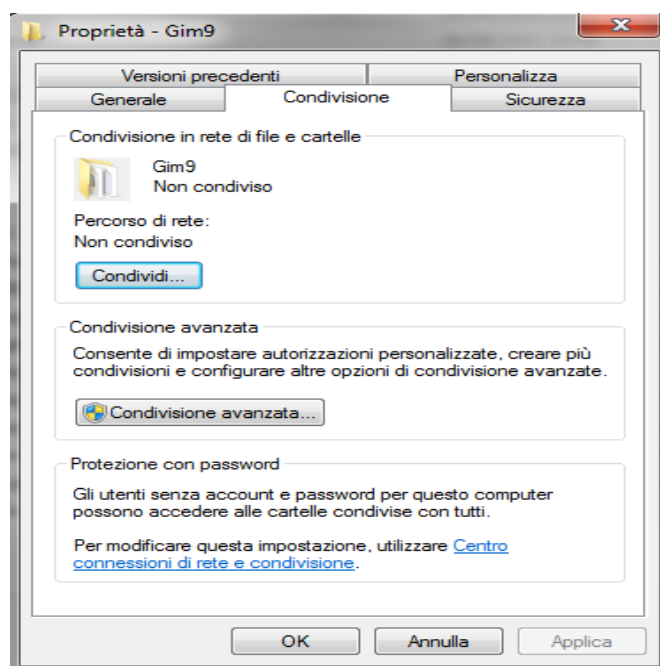 Proprietà - Gim9
Versioni precedenti
Personalizza
Generale
Condivisione
Sicurezza
Condivisione in rete di file e cartelle
Gim9
Non condiviso
Percorso di rete:
Non condiviso
Condividi...
Condivisione avanzata
Consente di impostare autorizzazioni personalizzate, creare più
condivisioni e configurare altre opzioni di condivisione avanzate.
Condivisione avanzata...
Protezione con password
Gli utenti senza account e password per questo computer
possono accedere alle cartelle condivise con tutti.
Per modificare questa impostazione, utilizzare Centro
connessioni di rete e condivisione.
OK
Annulla
Applica